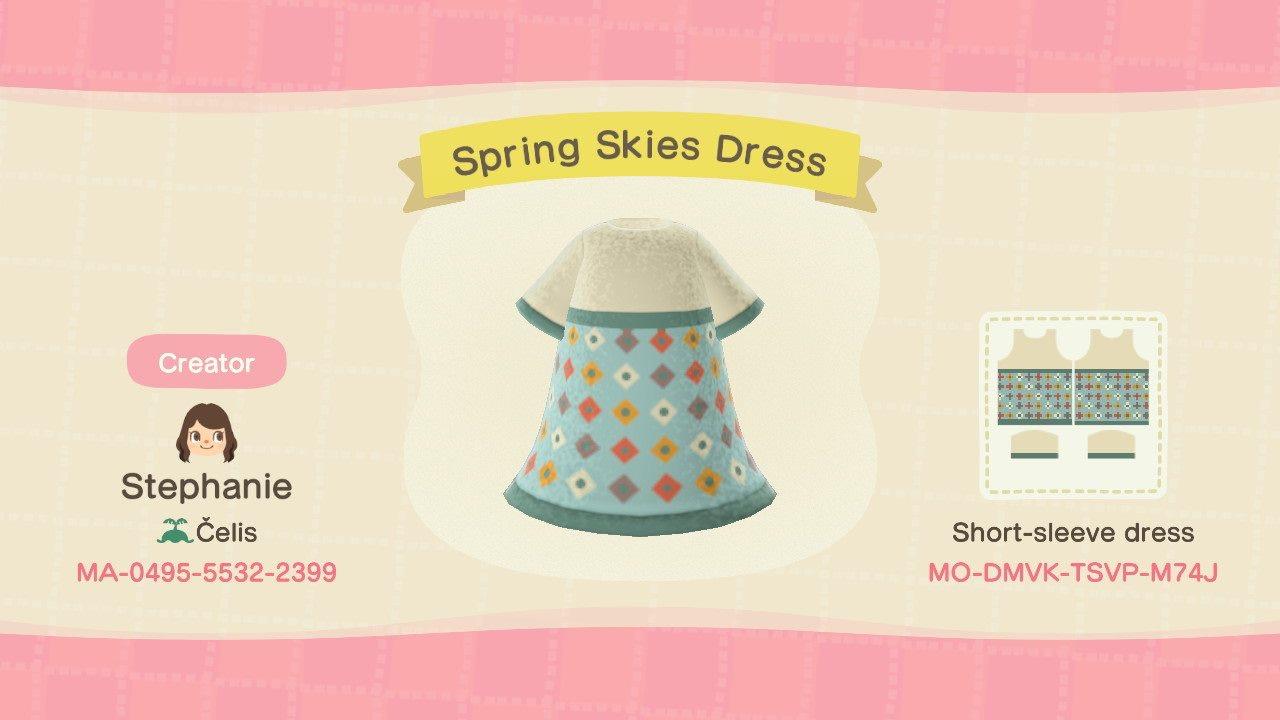 Spring Skies Dress
Creator
Stephanie
Čelis
MA-0495-5532-2399
Short-sleeve dress
MO-DMVK-TSVP-M74J